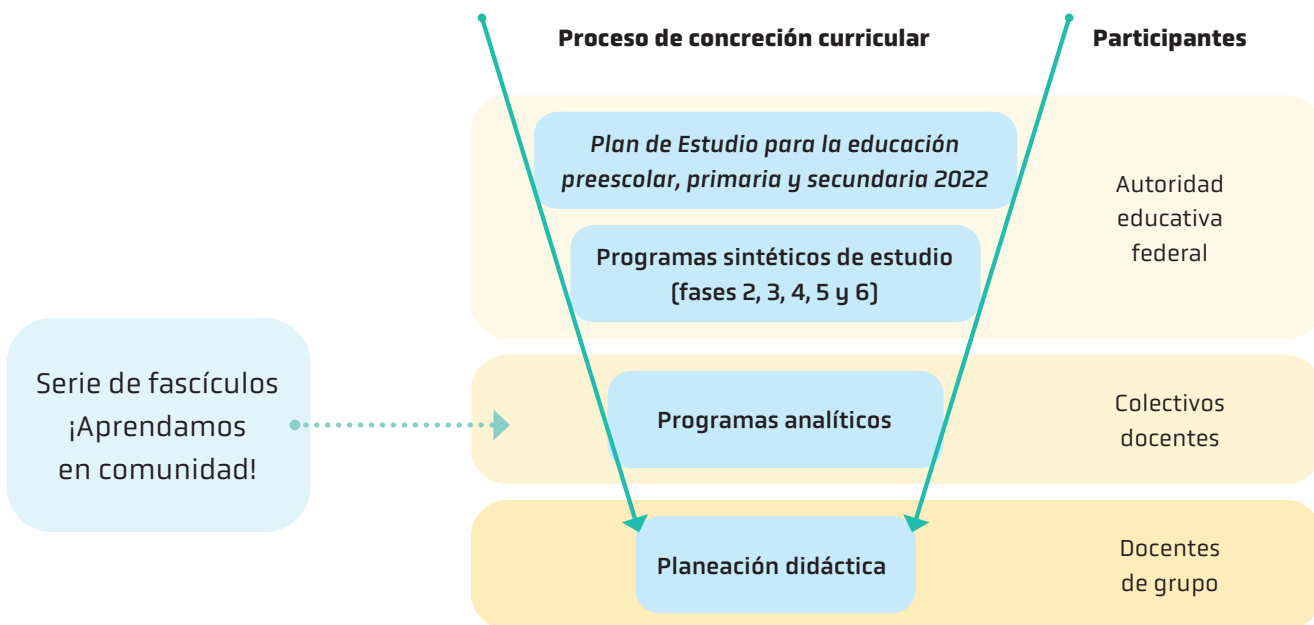 Proceso de concreción curricular
Participantes
Plan de Estudio para la educación
preescolar, primaria y secundaria 2022
Programas sintéticos de estudio
(fases 2, 3, 4, 5 y 6)
Autoridad
educativa
federal
Serie de fascículos
¡Aprendamos
en comunidad!
Programas analíticos
Colectivos
docentes
Planeación didáctica
Docentes
de grupo